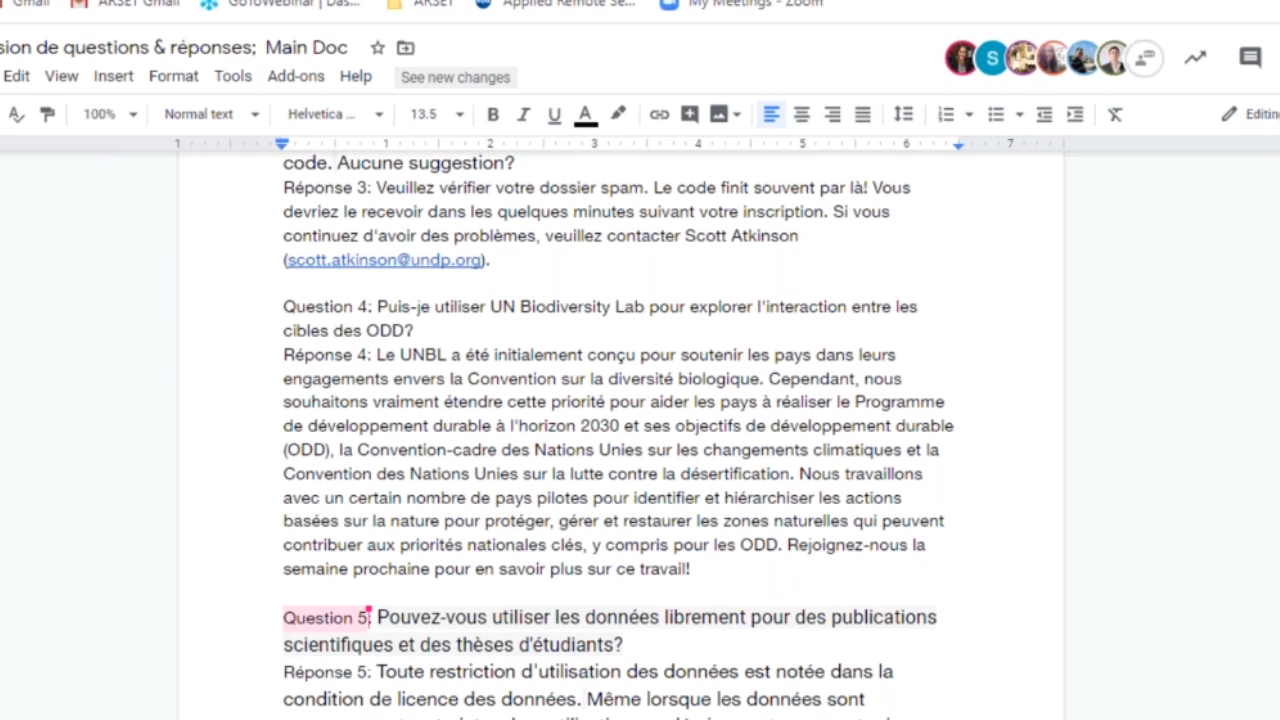 Gmail ARSET Gmail GoToWebinar | Das... ARSET Applied Remote Se... My Meetings - Zoom
sion de questions & réponses; Main Doc
S
Edit View Insert Format Tools Add-ons Help See new changes
100% Normal text Helvetica ... 13.5 B I U A Editin
1 1 2 3 4 5 6 7
code. Aucune suggestion?
Réponse 3: Veuillez vérifier votre dossier spam. Le code finit souvent par là! Vous
devriez le recevoir dans les quelques minutes suivant votre inscription. Si vous
continuez d'avoir des problèmes, veuillez contacter Scott Atkinson
(scott.atkinson@undp.org).
Question 4: Puis-je utiliser UN Biodiversity Lab pour explorer l'interaction entre les
cibles des ODD?
Réponse 4: Le UNBL a été initialement conçu pour soutenir les pays dans leurs
engagements envers la Convention sur la diversité biologique. Cependant, nous
souhaitons vraiment étendre cette priorité pour aider les pays à réaliser le Programme
de développement durable à l'horizon 2030 et ses objectifs de développement durable
(ODD), la Convention-cadre des Nations Unies sur les changements climatiques et la
Convention des Nations Unies sur la lutte contre la désertification. Nous travaillons
avec un certain nombre de pays pilotes pour identifier et hiérarchiser les actions
basées sur la nature pour protéger, gérer et restaurer les zones naturelles qui peuvent
contribuer aux priorités nationales clés, y compris pour les ODD. Rejoignez-nous la
semaine prochaine pour en savoir plus sur ce travail!
Question 5: Pouvez-vous utiliser les données librement pour des publications
scientifiques et des thèses d'étudiants?
Réponse 5: Toute restriction d'utilisation des données est notée dans la
condition de licence des données. Même lorsque les données sont